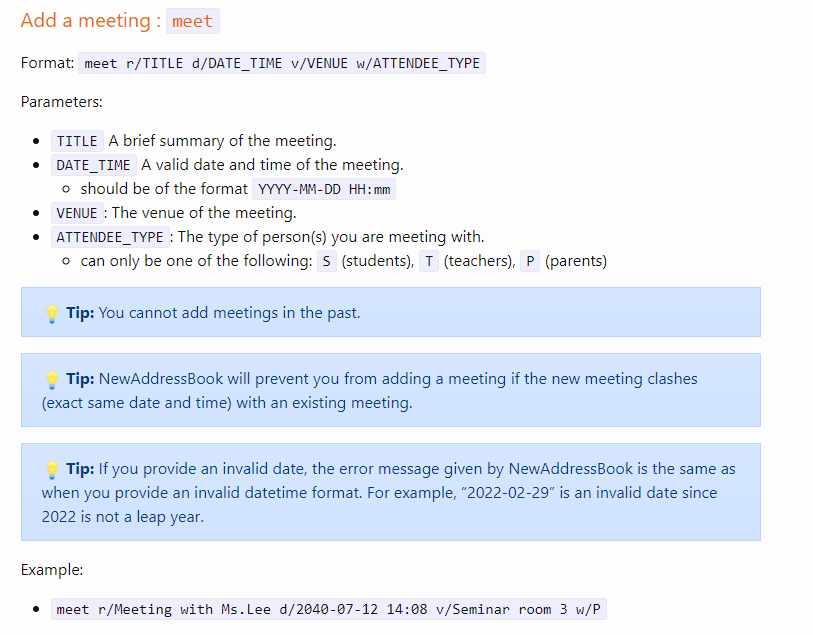 Add a meeting : meet
Format: meet r/TITLE d/DATE_TIME v/VENUE w/ATTENDEE_TYPE
Parameters:
TITLE A brief summary of the meeting.
DATE_TIME A valid date and time of the meeting.
should be of the format YYYY-MM-DD HH:mm
VENUE : The venue of the meeting.
ATTENDEE_TYPE : The type of person(s) you are meeting with.
can only be one of the following: S (students), T (teachers), P (parents)
Tip: You cannot add meetings in the past.
Tip: NewAddressBook will prevent you from adding a meeting if the new meeting clashes
(exact same date and time) with an existing meeting.
Tip: If you provide an invalid date, the error message given by NewAddressBook is the same as
when you provide an invalid datetime format. For example, “2022-02-29” is an invalid date since
2022 is not a leap year.
Example:
meet r/Meeting with Ms.Lee d/2040-07-12 14:08 v/Seminar room 3 w/P